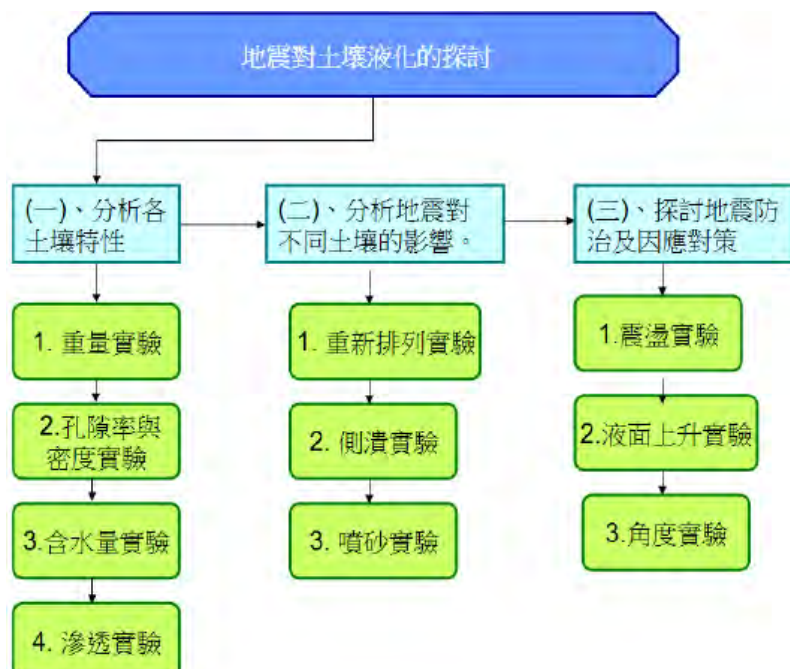 地震對土壤液化的探討
(一)、分析各
土壤特性
1. 重量實驗
2.孔隙率與
密度實驗
3.含水量實驗
4. 滲透實驗
(二)、分析地震對
不同土壤的影響。
1. 重新排列實驗
2. 側潰實驗
3. 噴砂實驗
(三)、探討地震防
治及因應對策
1.震盪實驗
2.液面上升實驗
3.角度實驗